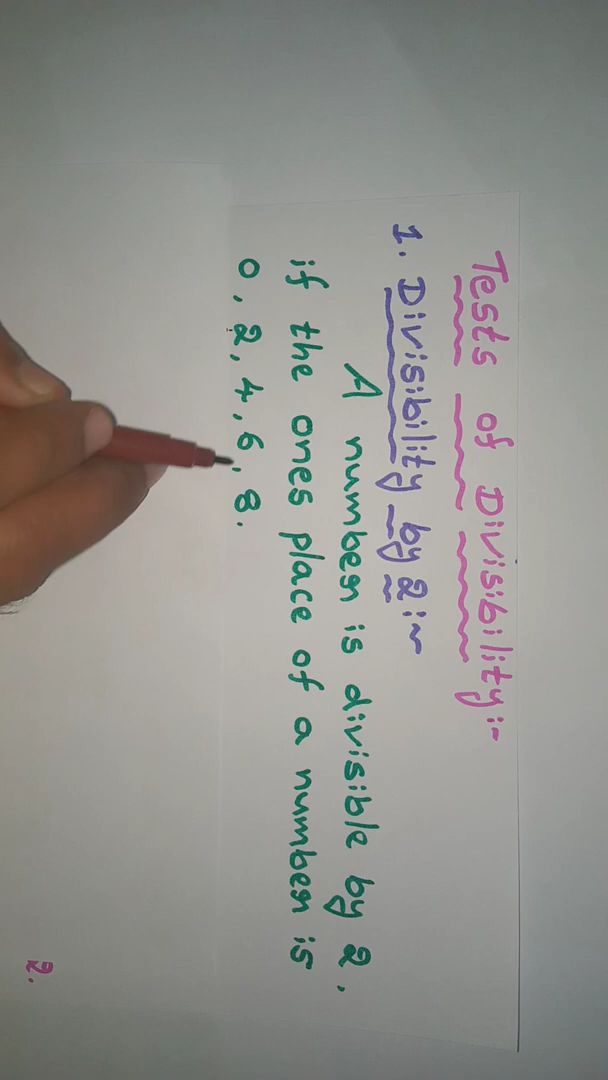 Tests of Divisibility:-
1. Divisibility by 2:~
A number is divisible by 2,
if the ones place of a number is
0, 2, 4, 6, 8.
2.